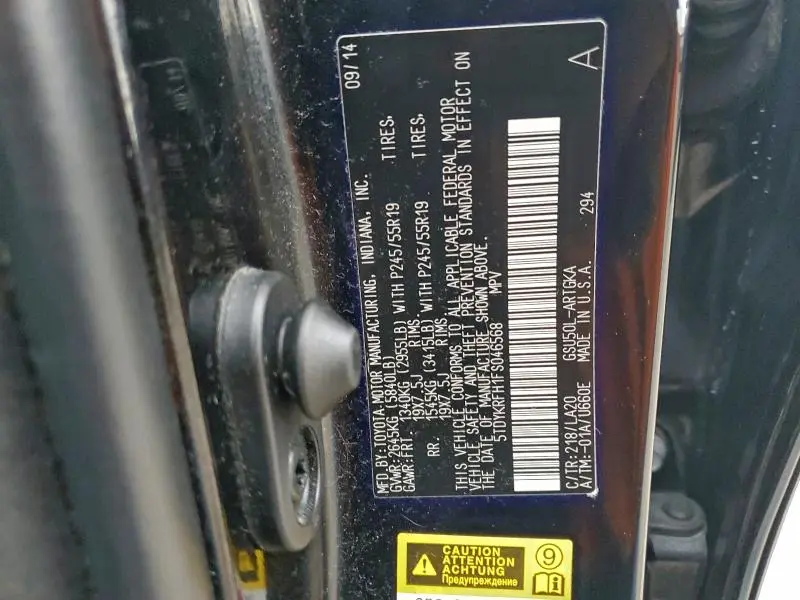 MFD.BY:TOYOTA MOTOR MANUFACTURING, INDIANA, INC. 09/14
GVWR:2645KG (5840LB)
GAWR:FRT. 1340KG (2955LB) WITH P245/55R19 TIRES,
19X7.5J RIMS
RR. 1545KG (3415LB) WITH P245/55R19 TIRES,
19X7.5J RIMS
THIS VEHICLE CONFORMS TO ALL APPLICABLE FEDERAL MOTOR
VEHICLE SAFETY AND THEFT PREVENTION STANDARDS IN EFFECT ON
THE DATE OF MANUFACTURE SHOWN ABOVE.
5TDYKRFH1FS046568 MPV
C/TR:218/LA20 GSU50L-ARTGKA 294
A/TM:-01A/U660E MADE IN U.S.A. A
CAUTION
ATTENTION
ACHTUNG
Предупреждение
9